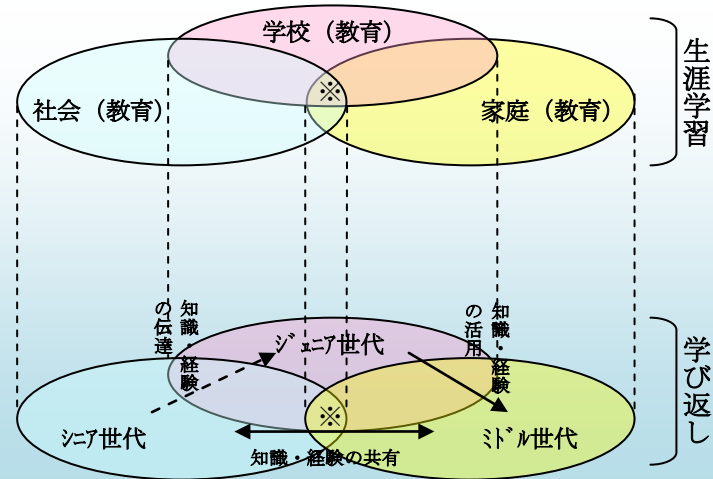 学校（教育）
※
社会（教育）
家庭（教育）
生涯学習
知識・経験
の伝達
知識・経験
の活用
ｼﾞｭﾆｱ世代
※
ｼﾆｱ世代
ﾐﾄﾞﾙ世代
知識・経験の共有
学び返し